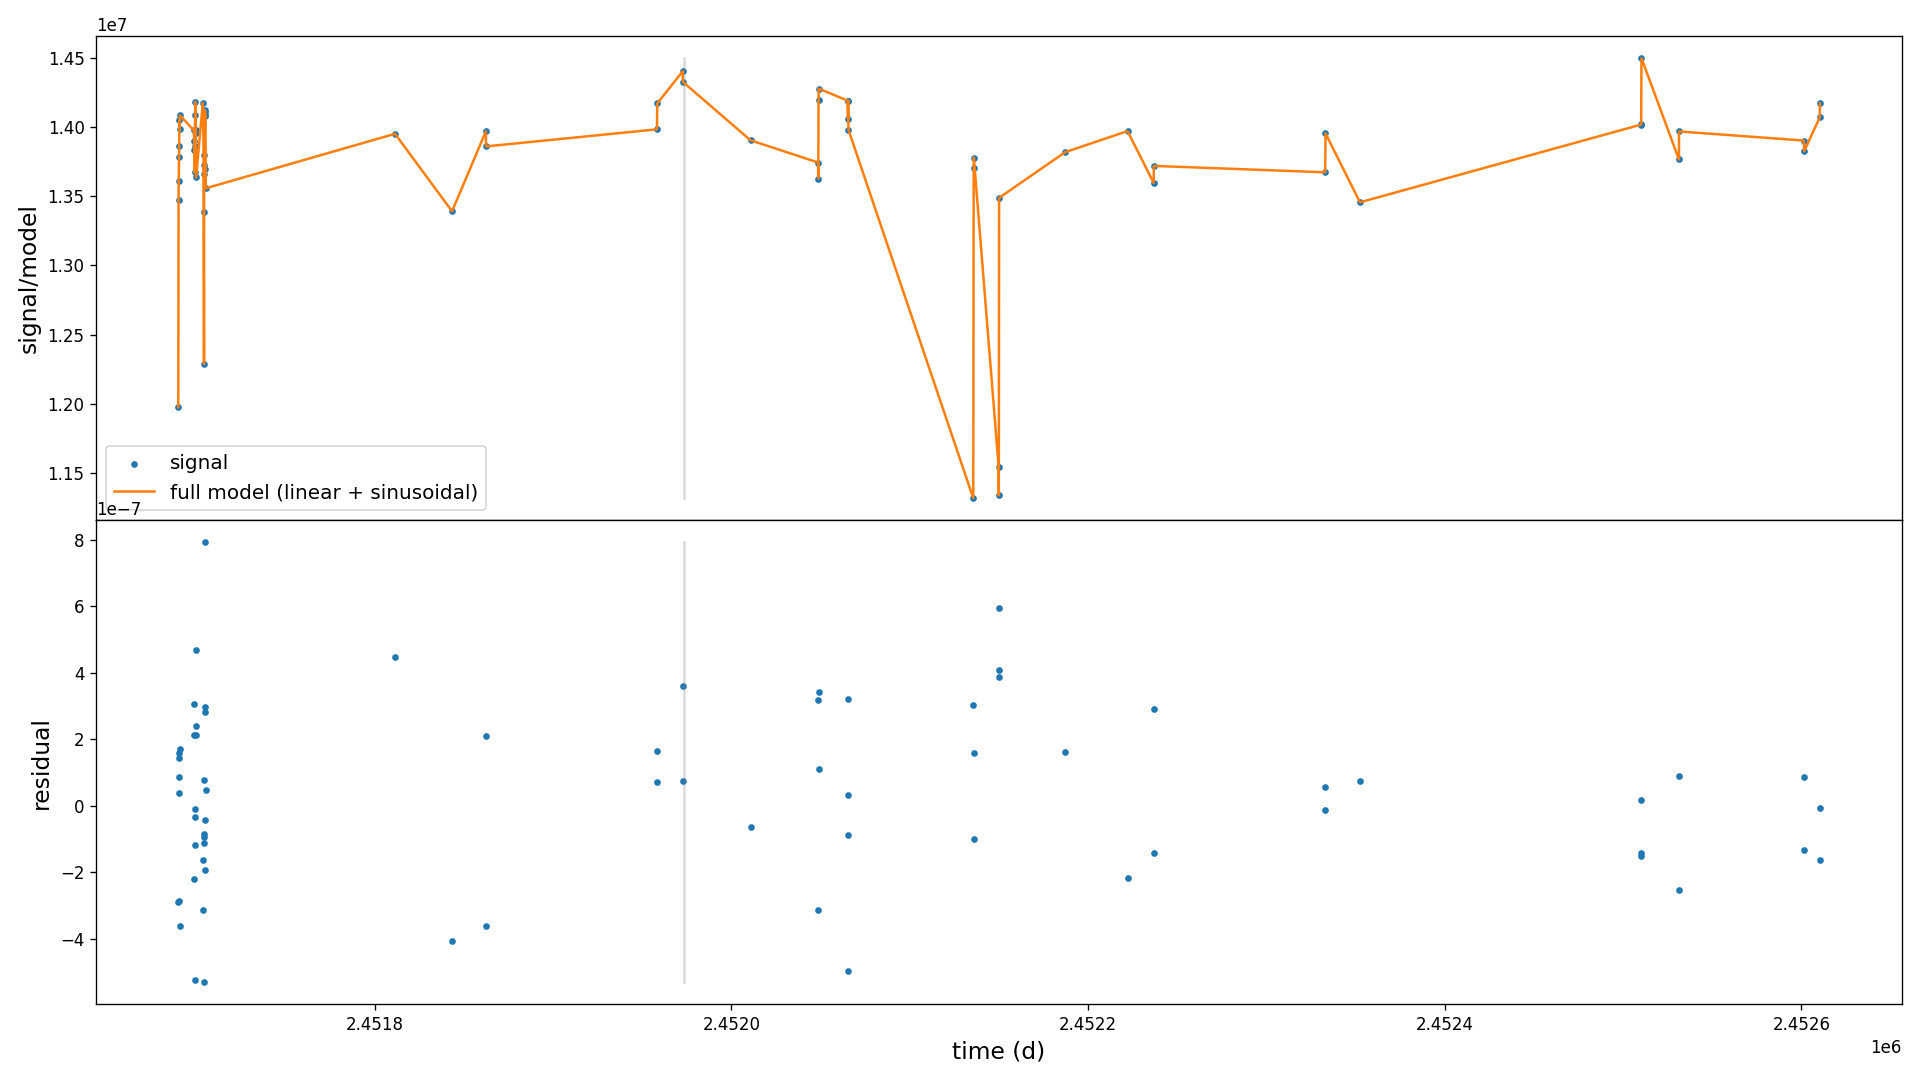 1e7
1.45
1.40
1.35
1.30
1.25
1.20
1.15
signal/model
signal
full model (linear + sinusoidal)
1e−7
8
6
4
2
0
−2
−4
residual
2.4518
2.4520
2.4522
2.4524
2.4526
1e6
time (d)